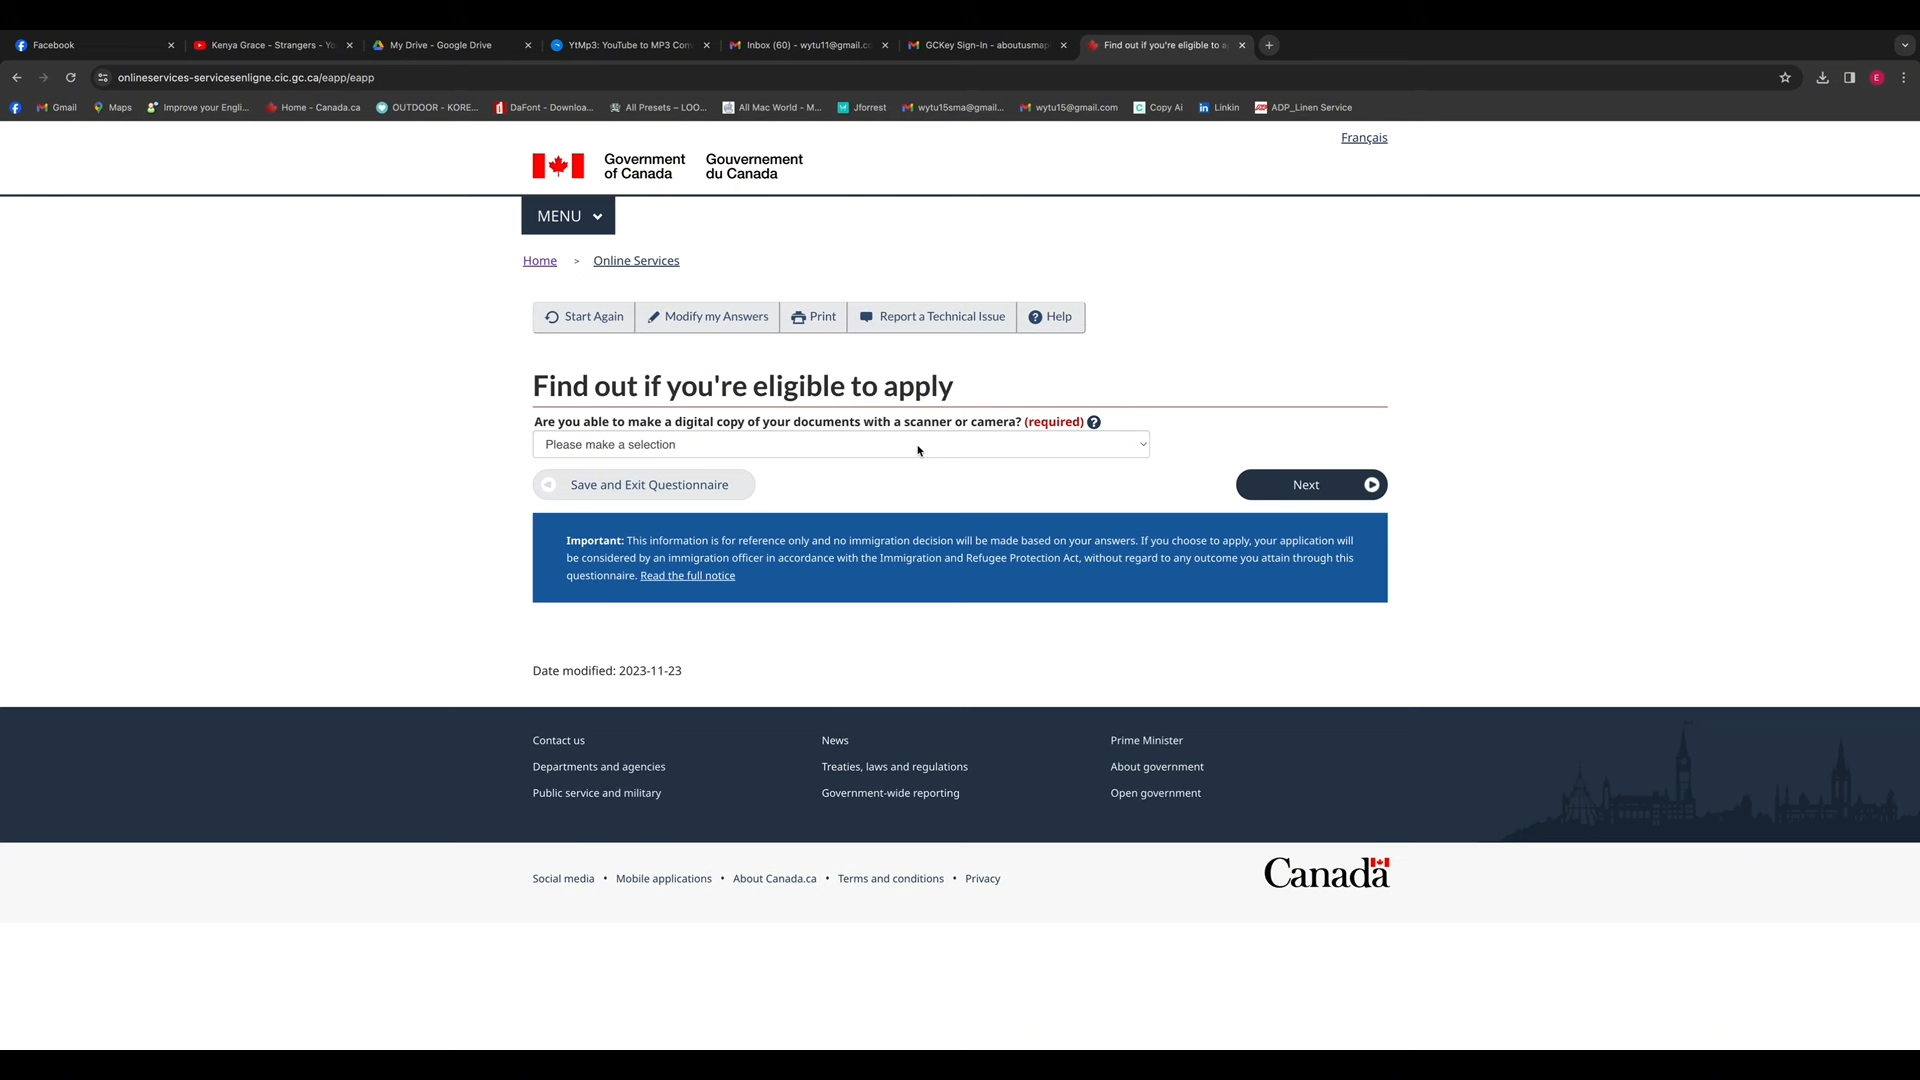 Facebook
Kenya Grace - Strangers - Yo
My Drive - Google Drive
YtMp3: YouTube to MP3 Con
Inbox (60) - wytu11@gmail.co
GCKey Sign-In - aboutusmap
Find out if you're eligible to a
onlineservices-servicesenligne.cic.gc.ca/eapp/eapp
E
Gmail
Maps
Improve your Engli...
Home - Canada.ca
OUTDOOR - KORE...
DaFont - Downloa...
All Presets – LOO...
All Mac World - M...
Jforrest
wytu15sma@gmail...
wytu15@gmail.com
Copy Ai
Linkin
ADP_Linen Service
Français
Government Gouvernement
of Canada du Canada
MENU
Home > Online Services
Start Again
Modify my Answers
Print
Report a Technical Issue
Help
Find out if you're eligible to apply
Are you able to make a digital copy of your documents with a scanner or camera? (required) ?
Please make a selection
Save and Exit Questionnaire
Next
Important: This information is for reference only and no immigration decision will be made based on your answers. If you choose to apply, your application will
be considered by an immigration officer in accordance with the Immigration and Refugee Protection Act, without regard to any outcome you attain through this
questionnaire. Read the full notice
Date modified: 2023-11-23
Contact us
News
Prime Minister
Departments and agencies
Treaties, laws and regulations
About government
Public service and military
Government-wide reporting
Open government
Social media • Mobile applications • About Canada.ca • Terms and conditions • Privacy
Canada